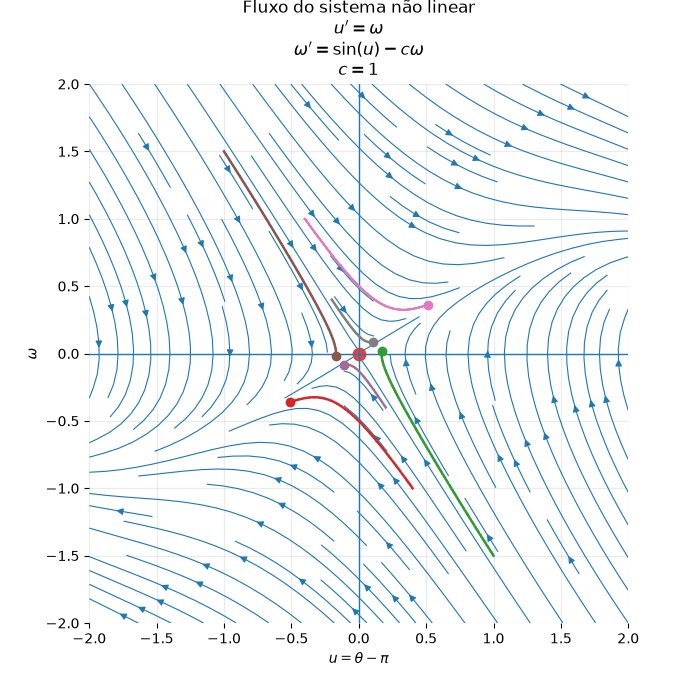 Fluxo do sistema não linear
u′ = ω
ω′ = sin(u) − cω
c = 1
2.0
1.5
1.0
0.5
0.0
−0.5
−1.0
−1.5
−2.0
ω
−2.0 −1.5 −1.0 −0.5 0.0 0.5 1.0 1.5 2.0
u = θ − π